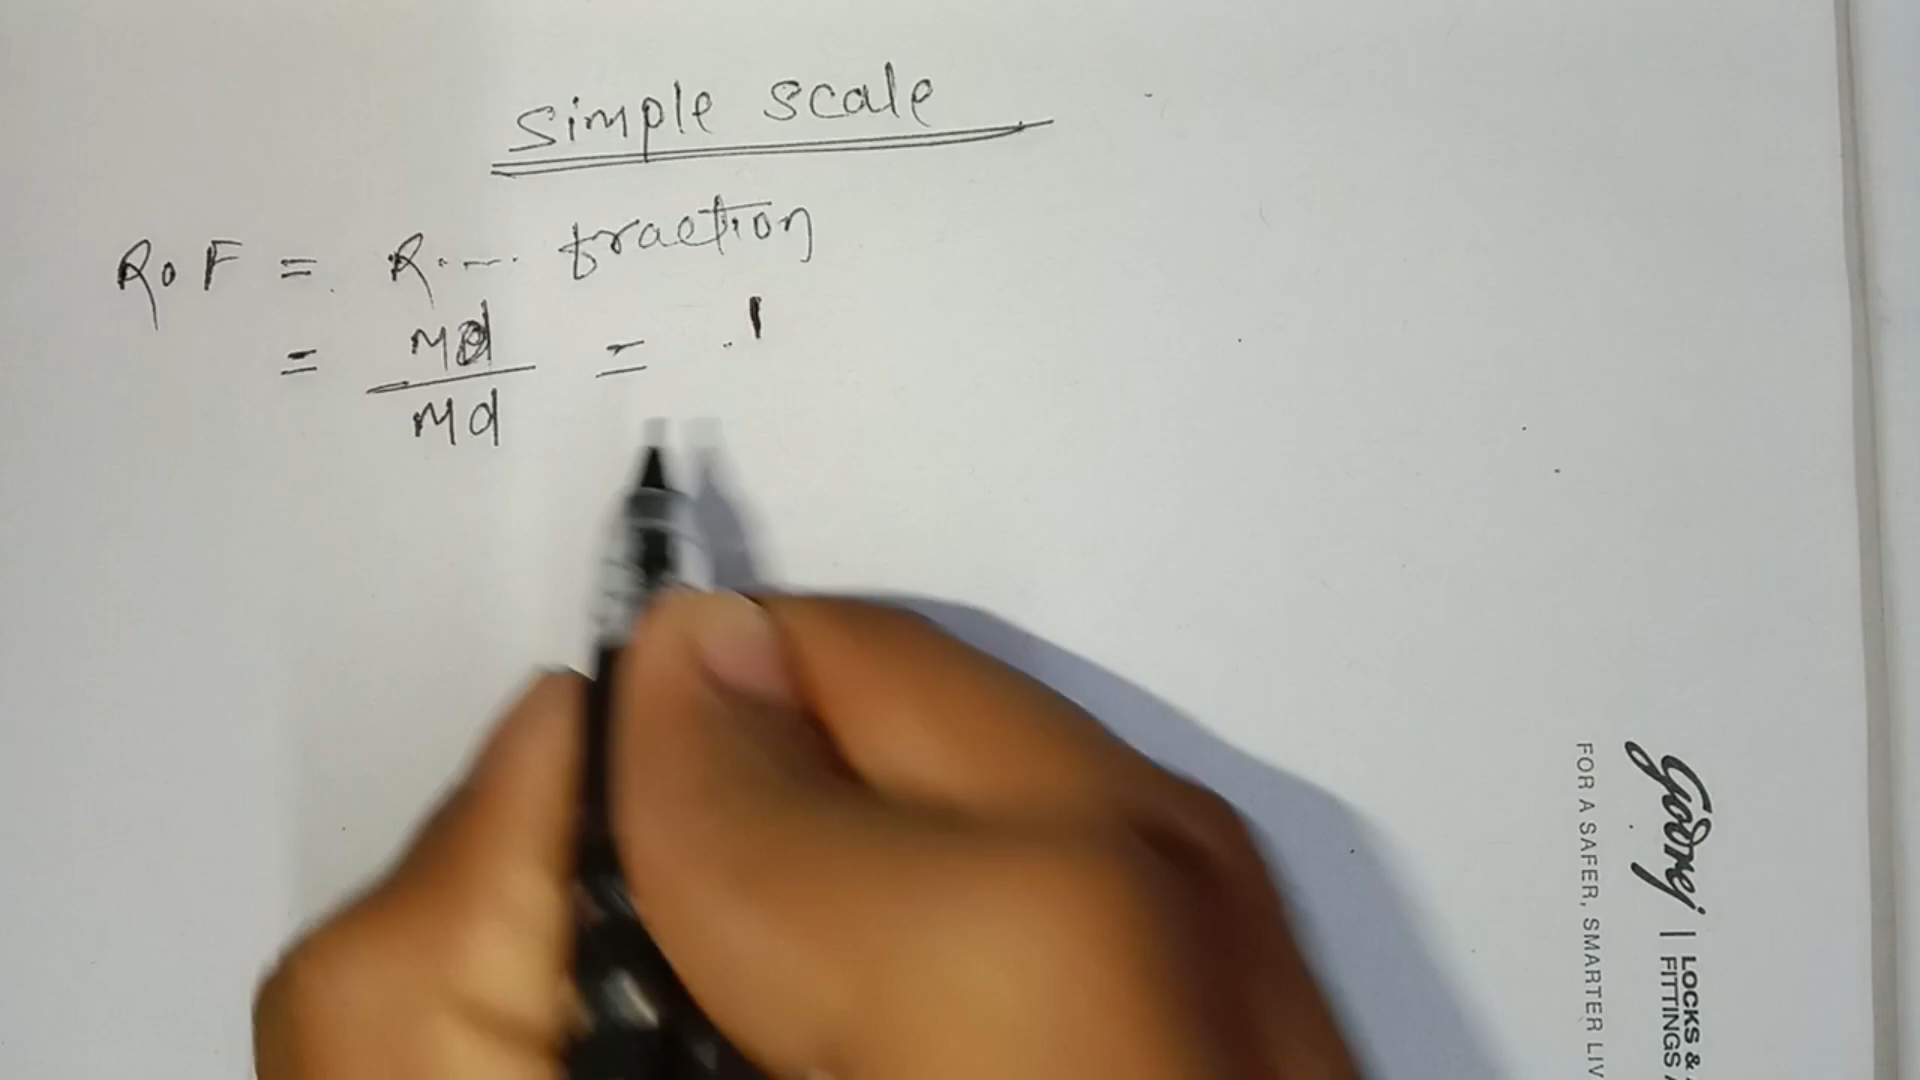 Simple scale
R.F = R.... fraction
= Md/Md = 1
Godrej | LOCKS &
FITTINGS
FOR A SAFER, SMARTER LIV